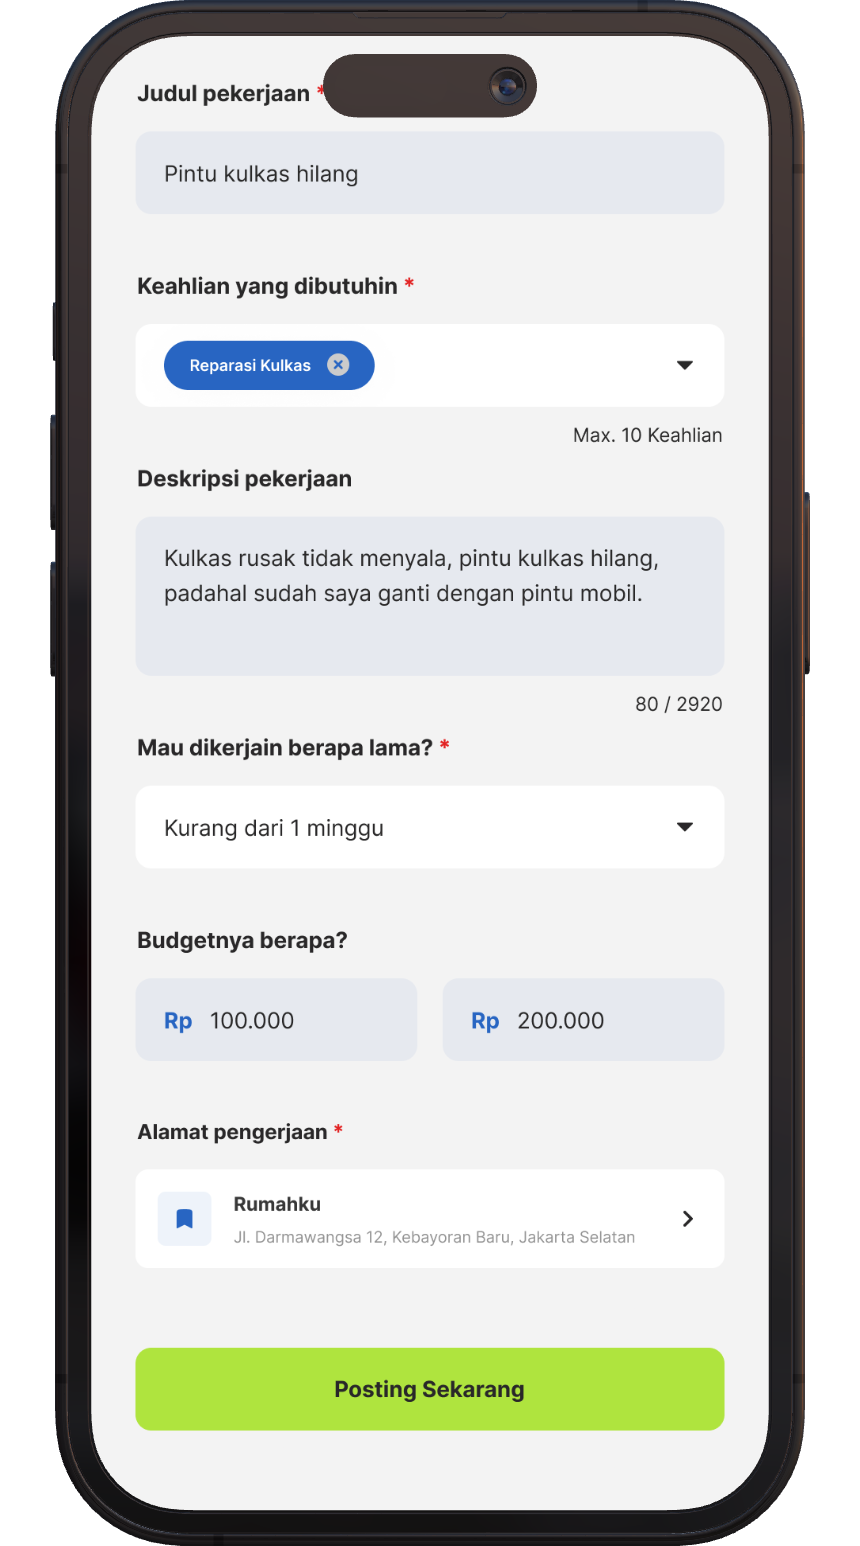 Judul pekerjaan *
Pintu kulkas hilang
Keahlian yang dibutuhin *
Reparasi Kulkas
Max. 10 Keahlian
Deskripsi pekerjaan
Kulkas rusak tidak menyala, pintu kulkas hilang,
padahal sudah saya ganti dengan pintu mobil.
80 / 2920
Mau dikerjain berapa lama? *
Kurang dari 1 minggu
Budgetnya berapa?
Rp 100.000 Rp 200.000
Alamat pengerjaan *
Rumahku
Jl. Darmawangsa 12, Kebayoran Baru, Jakarta Selatan
Posting Sekarang